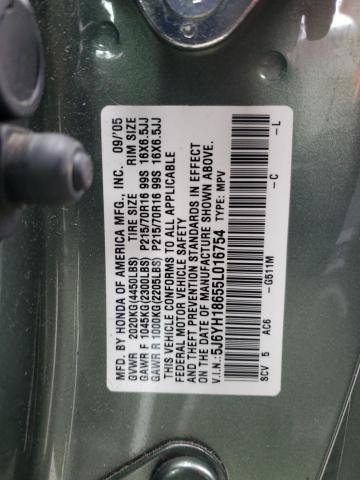 MFD. BY HONDA OF AMERICA MFG., INC. 09/'05
GVWR 2020KG(4450LBS) TIRE SIZE RIM SIZE
GAWR F 1045KG(2300LBS) P215/70R16 99S 16X6.5JJ
GAWR R 1000KG(2205LBS) P215/70R16 99S 16X6.5JJ
THIS VEHICLE CONFORMS TO ALL APPLICABLE
FEDERAL MOTOR VEHICLE SAFETY
AND THEFT PREVENTION STANDARDS IN EFFECT
ON THE DATE OF MANUFACTURE SHOWN ABOVE.
V.I.N.: 5J6YH18655L016754 TYPE: MPV
SCV 5 AC6 -G511M -C -L